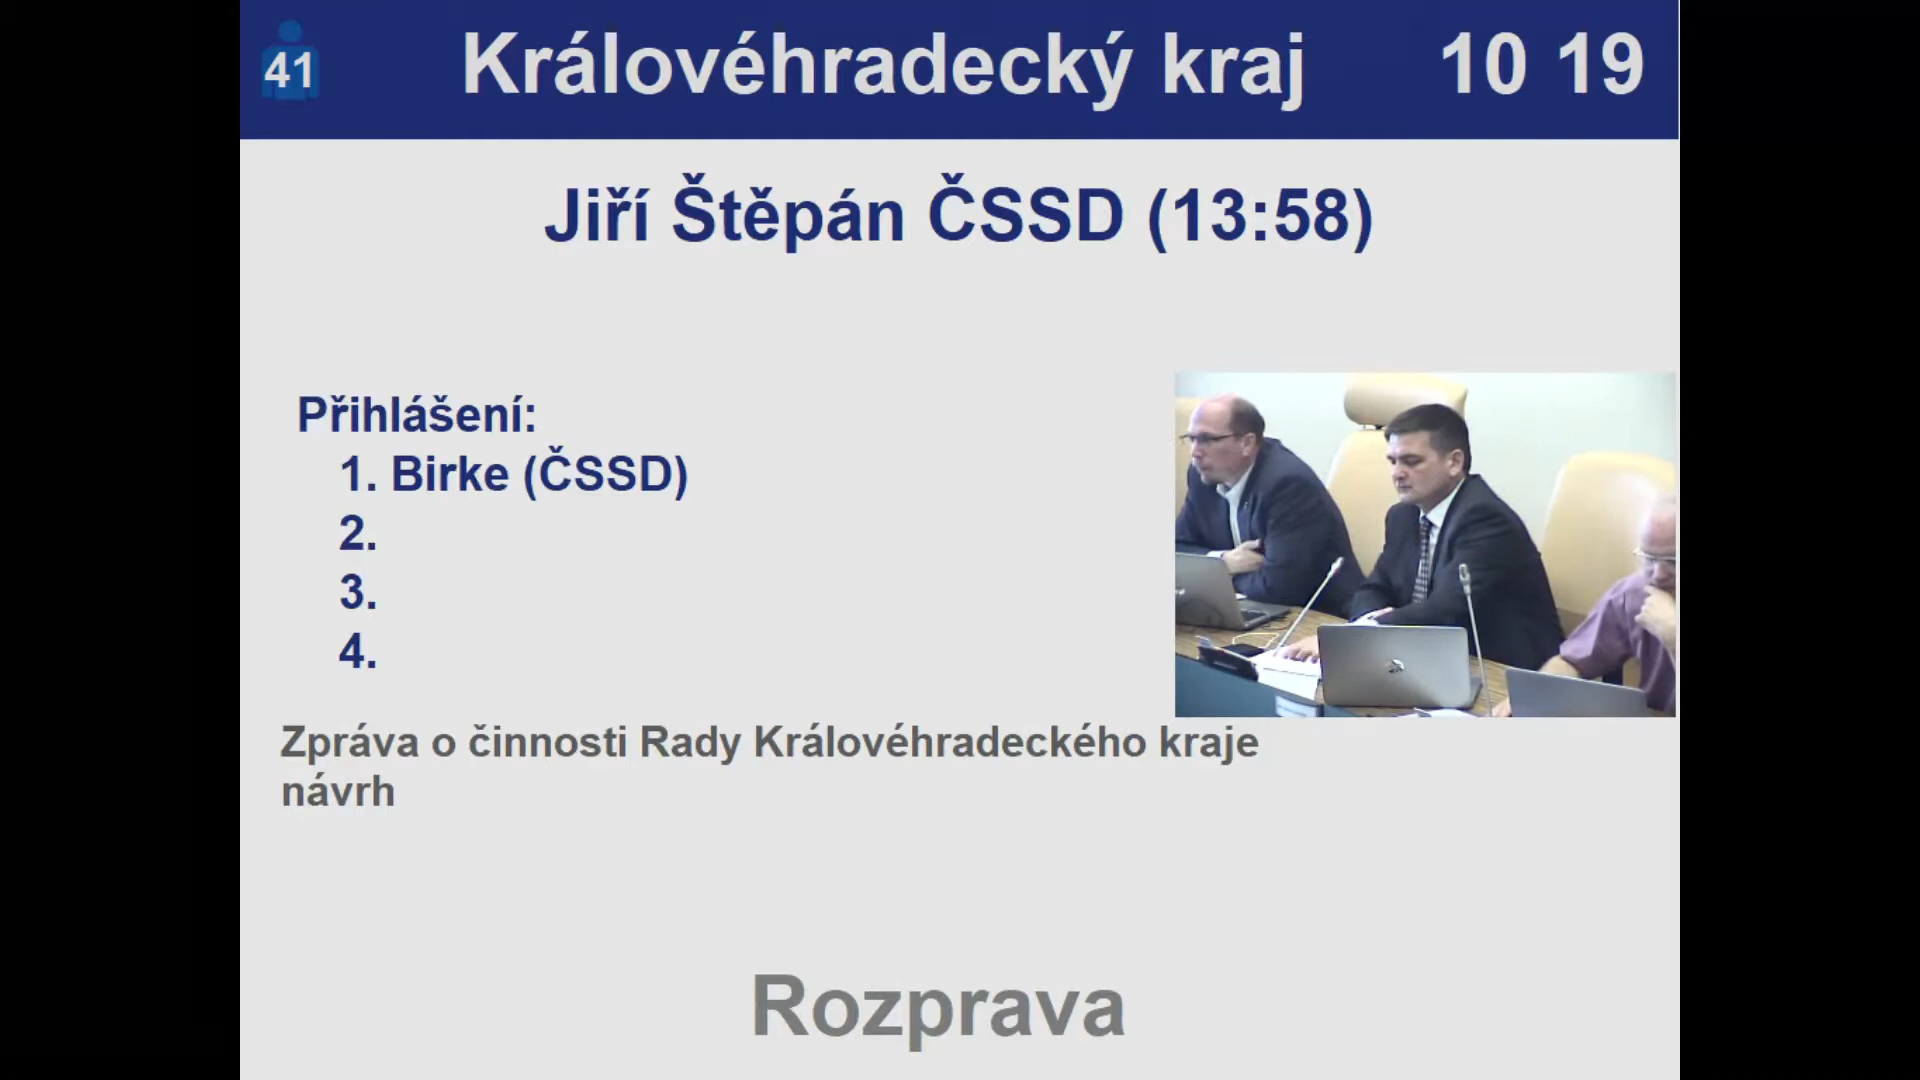 41
Královéhradecký kraj
10 19
Jiří Štěpán ČSSD (13:58)
Přihlášení:
1. Birke (ČSSD)
2.
3.
4.
Zpráva o činnosti Rady Královéhradeckého kraje
návrh
Rozprava